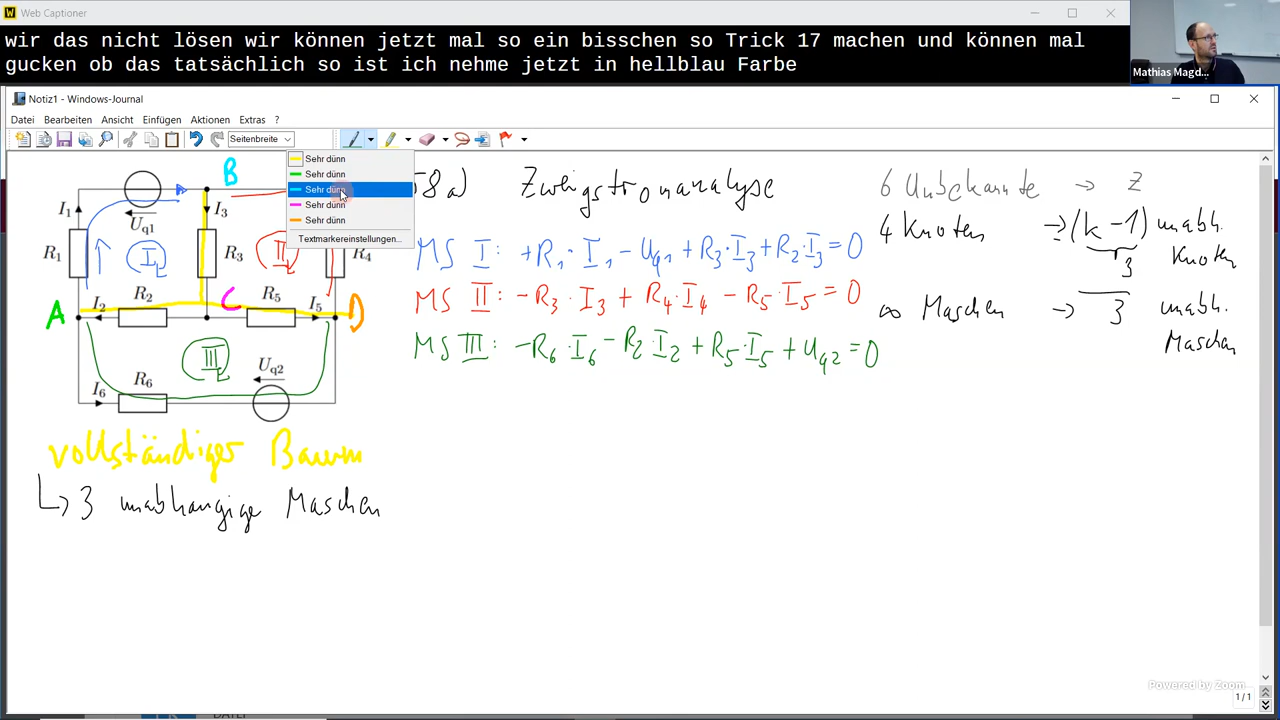 Web Captioner
wir das nicht lösen wir können jetzt mal so ein bisschen so Trick 17 machen und können mal
gucken ob das tatsächlich so ist ich nehme jetzt in hellblau Farbe
Mathias Magd...
Notiz1 - Windows-Journal
Datei Bearbeiten Ansicht Einfügen Aktionen Extras ?
Seitenbreite
Sehr dünn
Sehr dünn
Sehr dünn
Sehr dünn
Sehr dünn
Textmarkereinstellungen...
58a) Zweigstromanalyse
6 Unbekannte → Z
4 Knoten → (k-1) unabh. Knoten
3
∞ Maschen → 3 unabh. Maschen
MS I: +R1·I1 - Uq1 + R3·I3 + R2·I3 = 0
MS II: -R3·I3 + R4·I4 - R5·I5 = 0
MS III: -R6·I6 - R2·I2 + R5·I5 + Uq2 = 0
B
I1 Uq1 I3
R1 I R3 II R4
A I2 R2 C R5 I5 D
III
Uq2
I6 R6
vollständiger Baum
↳ 3 unabhängige Maschen
Powered by Zoom
1/1